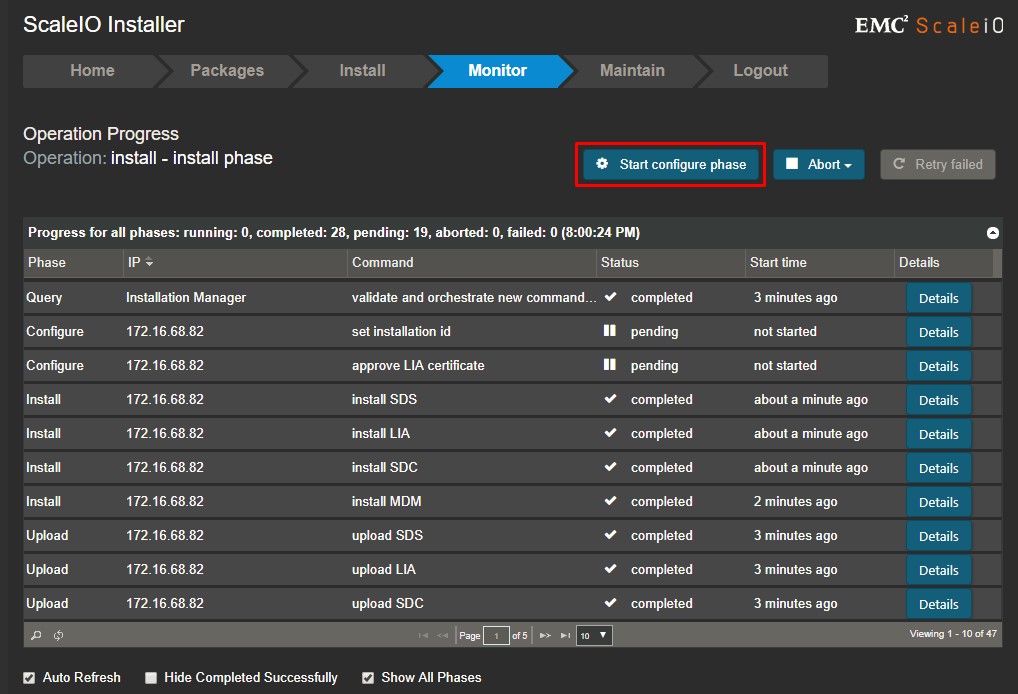 ScaleIO Installer
EMC² ScaleiO
Home Packages Install Monitor Maintain Logout
Operation Progress
Operation: install - install phase
Start configure phase Abort Retry failed
Progress for all phases: running: 0, completed: 28, pending: 19, aborted: 0, failed: 0 (8:00:24 PM)
Phase IP Command Status Start time Details
Query Installation Manager validate and orchestrate new command... completed 3 minutes ago Details
Configure 172.16.68.82 set installation id pending not started Details
Configure 172.16.68.82 approve LIA certificate pending not started Details
Install 172.16.68.82 install SDS completed about a minute ago Details
Install 172.16.68.82 install LIA completed about a minute ago Details
Install 172.16.68.82 install SDC completed about a minute ago Details
Install 172.16.68.82 install MDM completed 2 minutes ago Details
Upload 172.16.68.82 upload SDS completed 3 minutes ago Details
Upload 172.16.68.82 upload LIA completed 3 minutes ago Details
Upload 172.16.68.82 upload SDC completed 3 minutes ago Details
Page 1 of 5 10 Viewing 1 - 10 of 47
Auto Refresh Hide Completed Successfully Show All Phases